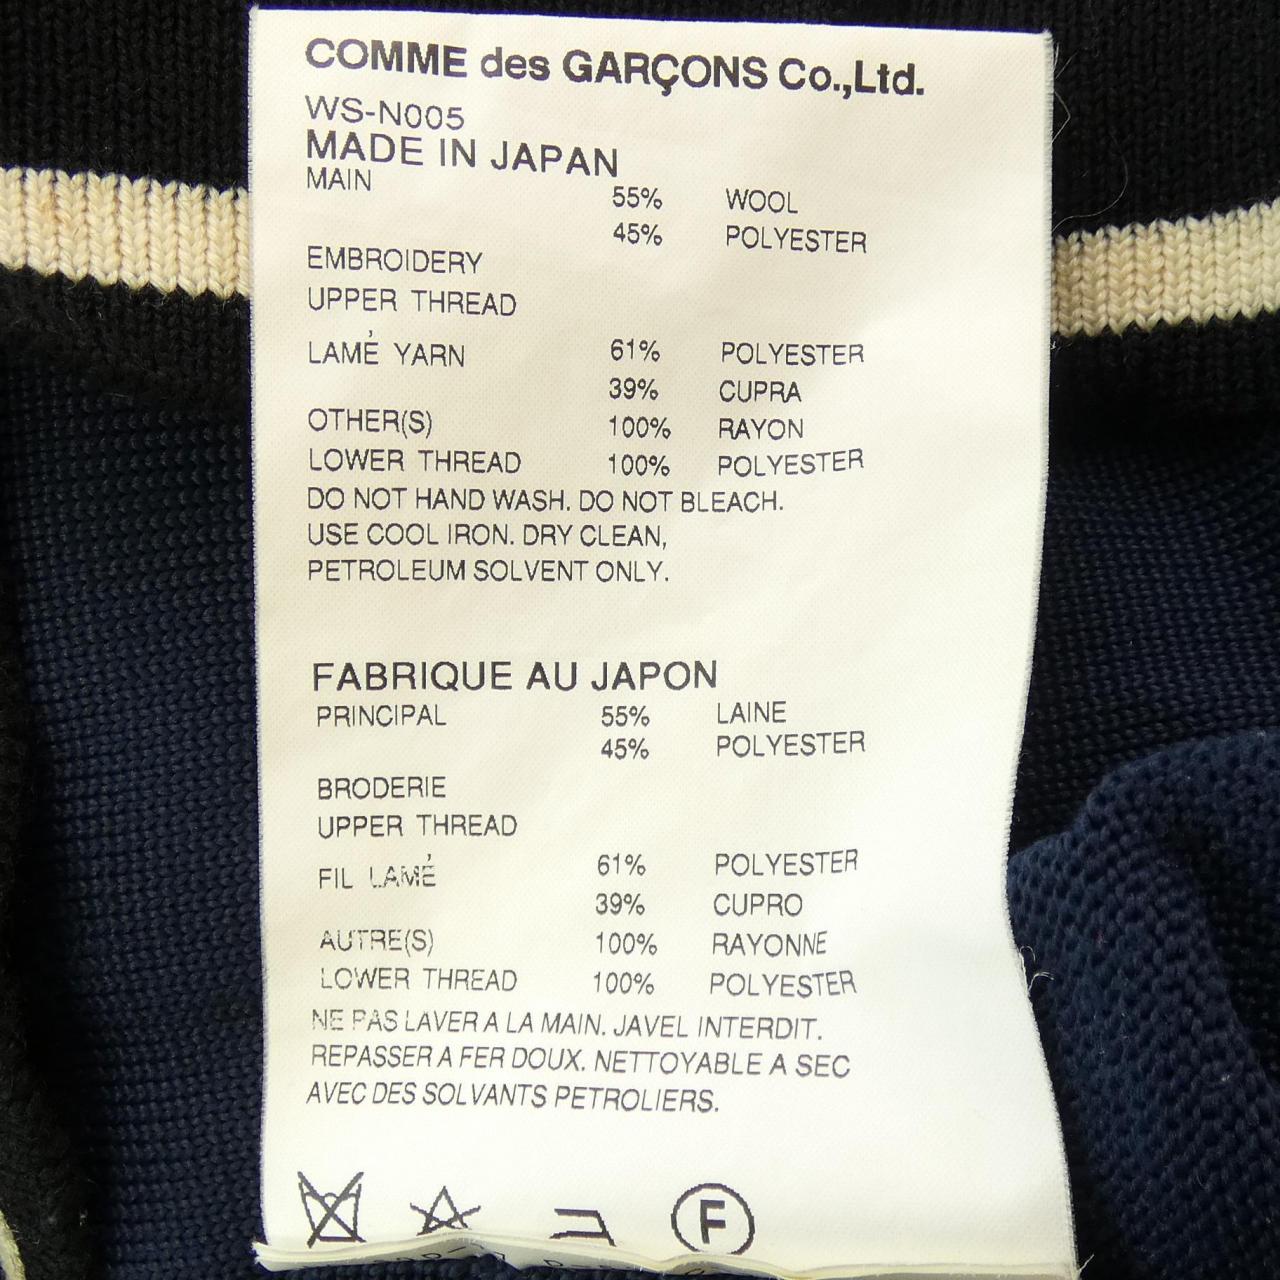 COMME des GARÇONS Co.,Ltd.
WS-N005
MADE IN JAPAN
MAIN 55% WOOL
45% POLYESTER
EMBROIDERY
UPPER THREAD
LAMÉ YARN 61% POLYESTER
39% CUPRA
OTHER(S) 100% RAYON
LOWER THREAD 100% POLYESTER
DO NOT HAND WASH. DO NOT BLEACH.
USE COOL IRON. DRY CLEAN,
PETROLEUM SOLVENT ONLY.
FABRIQUE AU JAPON
PRINCIPAL 55% LAINE
45% POLYESTER
BRODERIE
UPPER THREAD
FIL LAMÉ 61% POLYESTER
39% CUPRO
AUTRE(S) 100% RAYONNE
LOWER THREAD 100% POLYESTER
NE PAS LAVER A LA MAIN. JAVEL INTERDIT.
REPASSER A FER DOUX. NETTOYABLE A SEC
AVEC DES SOLVANTS PETROLIERS.
F